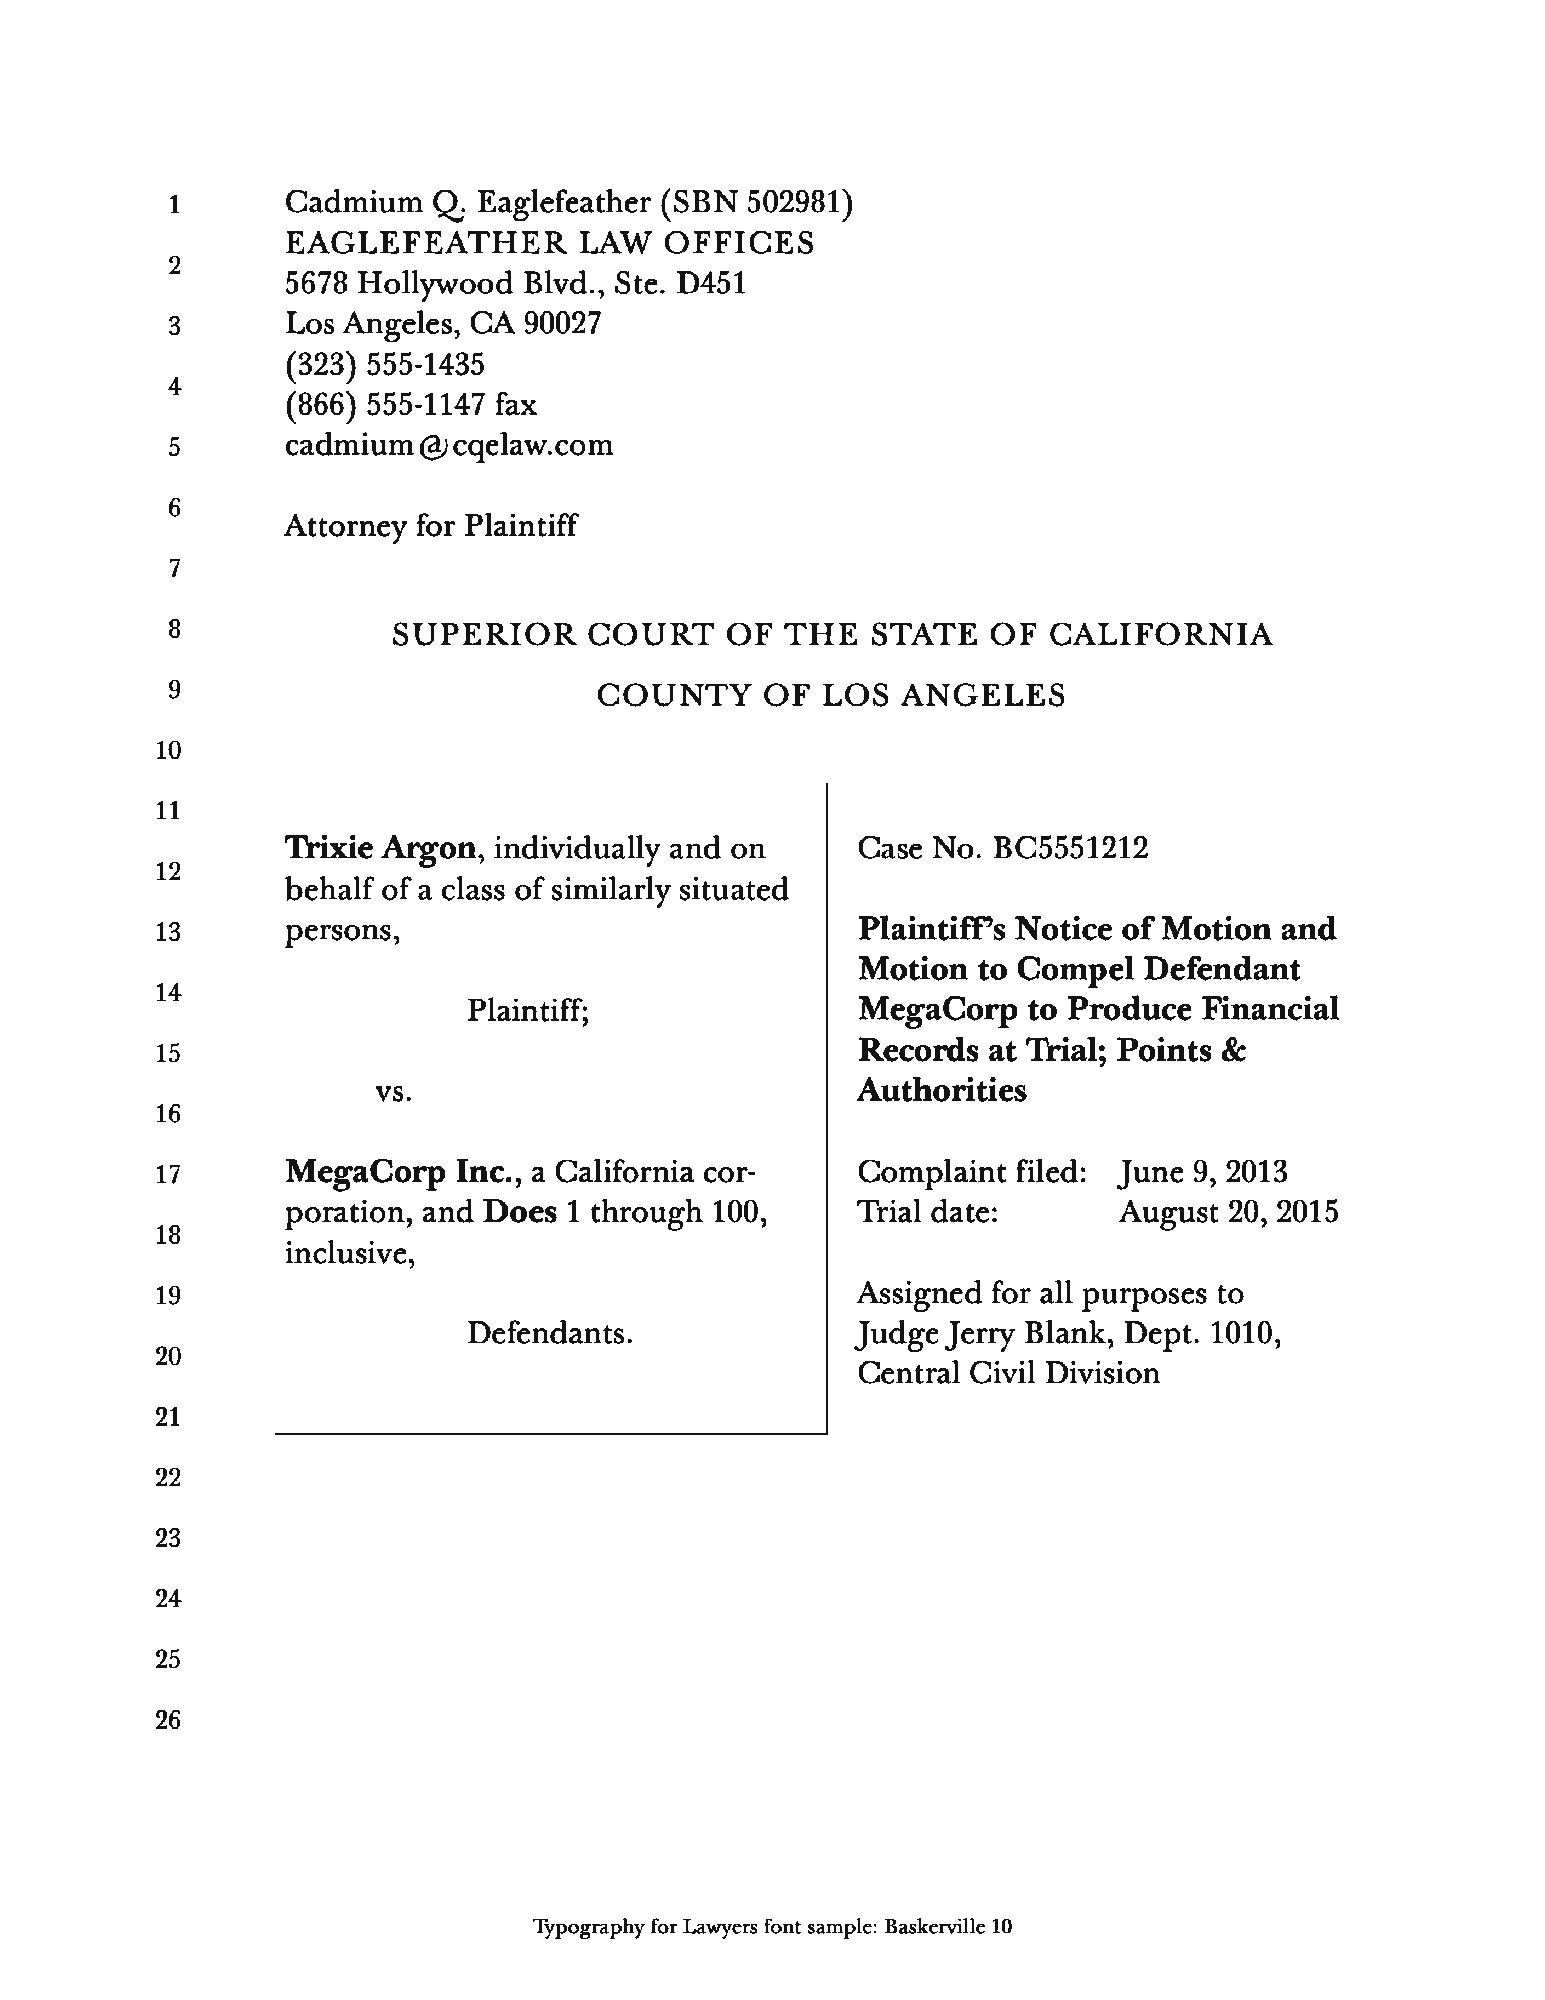 1
2
3
4
5
6
7
8
9
10
11
12
13
14
15
16
17
18
19
20
21
22
23
24
25
26
Cadmium Q. Eaglefeather (SBN 502981)
EAGLEFEATHER LAW OFFICES
5678 Hollywood Blvd., Ste. D451
Los Angeles, CA 90027
(323) 555-1435
(866) 555-1147 fax
cadmium@cqelaw.com
Attorney for Plaintiff
SUPERIOR COURT OF THE STATE OF CALIFORNIA
COUNTY OF LOS ANGELES
Trixie Argon, individually and on
behalf of a class of similarly situated
persons,
Plaintiff;
vs.
MegaCorp Inc., a California cor-
poration, and Does 1 through 100,
inclusive,
Defendants.
Case No. BC5551212
Plaintiff’s Notice of Motion and
Motion to Compel Defendant
MegaCorp to Produce Financial
Records at Trial; Points &
Authorities
Complaint filed: June 9, 2013
Trial date: August 20, 2015
Assigned for all purposes to
Judge Jerry Blank, Dept. 1010,
Central Civil Division
Typography for Lawyers font sample: Baskerville 10